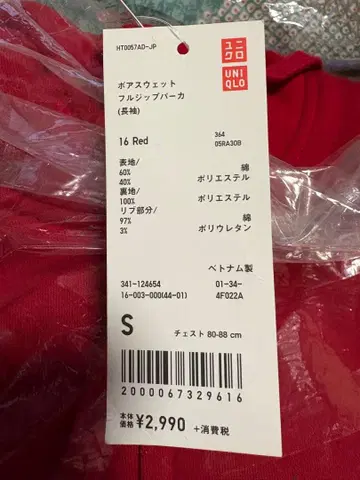 HT0057AD-JP
ユニ
クロ
UNI
QLO
ボアスウェット
フルジップパーカ
(長袖)
16 Red
364
05RA30B
表地/
60% 綿
40% ポリエステル
裏地/
100% ポリエステル
リブ部分/
97% 綿
3% ポリウレタン
ベトナム製
341-124654 01-34-
16-003-000(44-01) 4F022A
S チェスト 80-88 cm
2000067329616
本体
価格 ¥2,990 +消費税